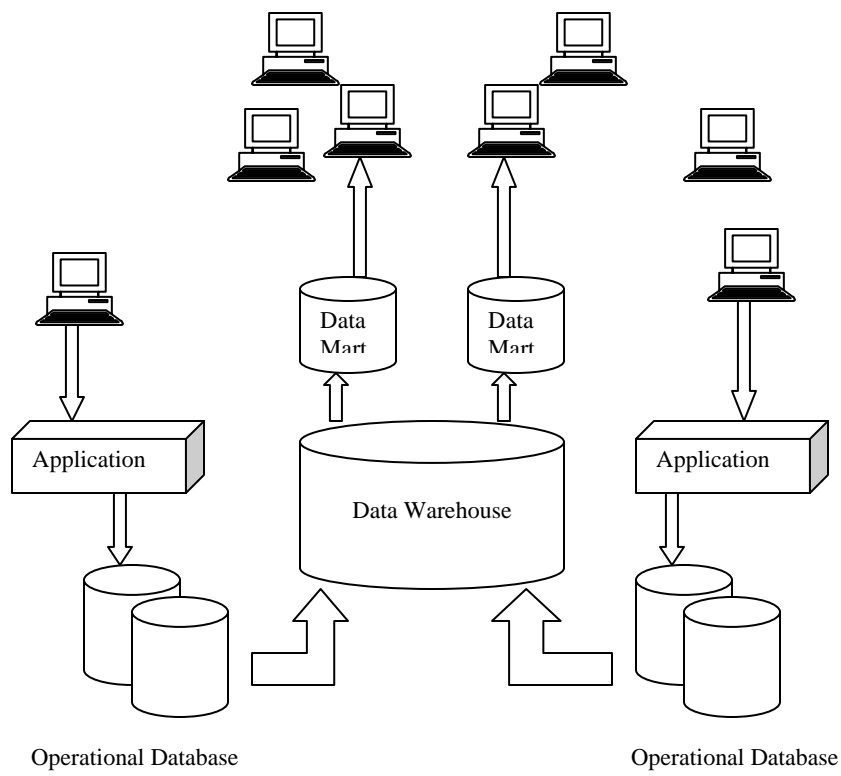 Data
Mart
Data
Mart
Application
Application
Data Warehouse
Operational Database
Operational Database